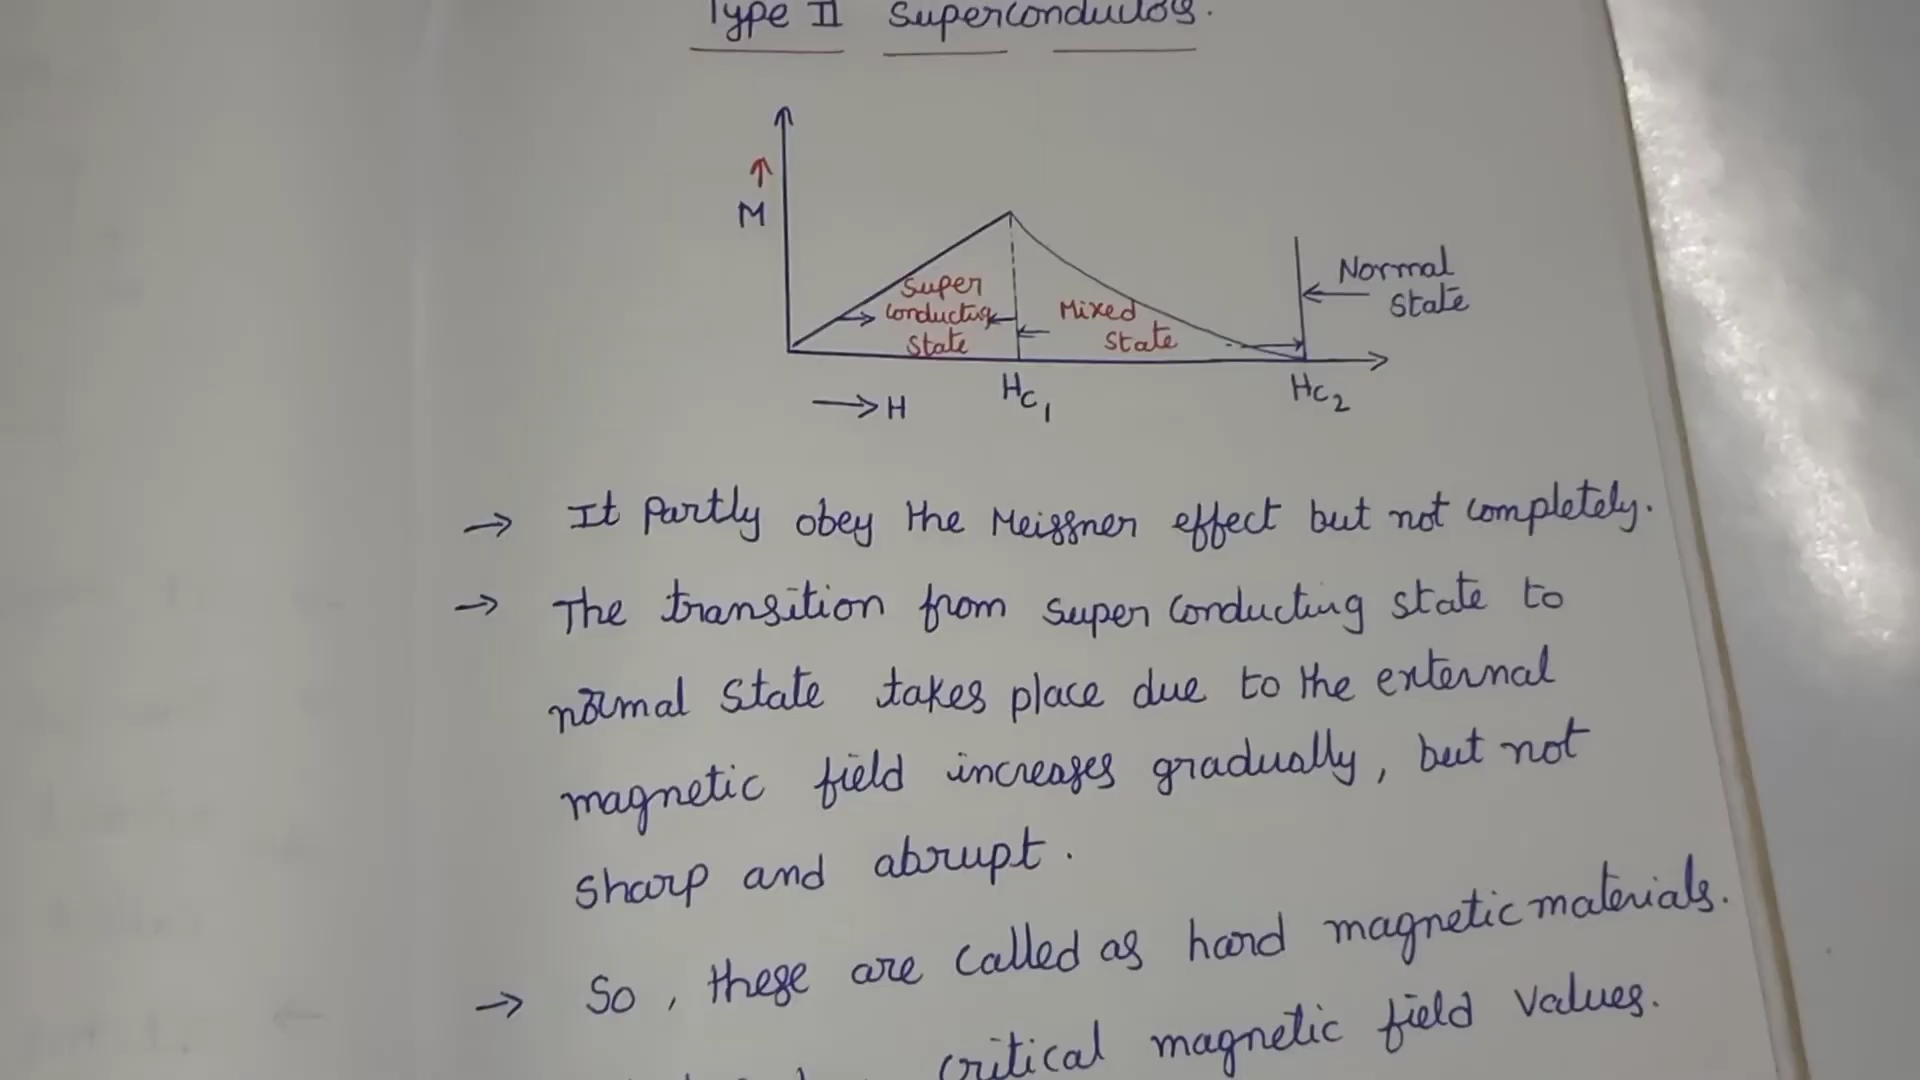 Type II Superconductors.
M
Super
conducting
State
Mixed
State
Normal
State
H
Hc1
Hc2
→ It Partly obey the Meissner effect but not completely.
→ The transition from super conducting state to
normal State takes place due to the external
magnetic field increases gradually, but not
sharp and abrupt.
→ So, these are called as hard magnetic materials.
critical magnetic field values.